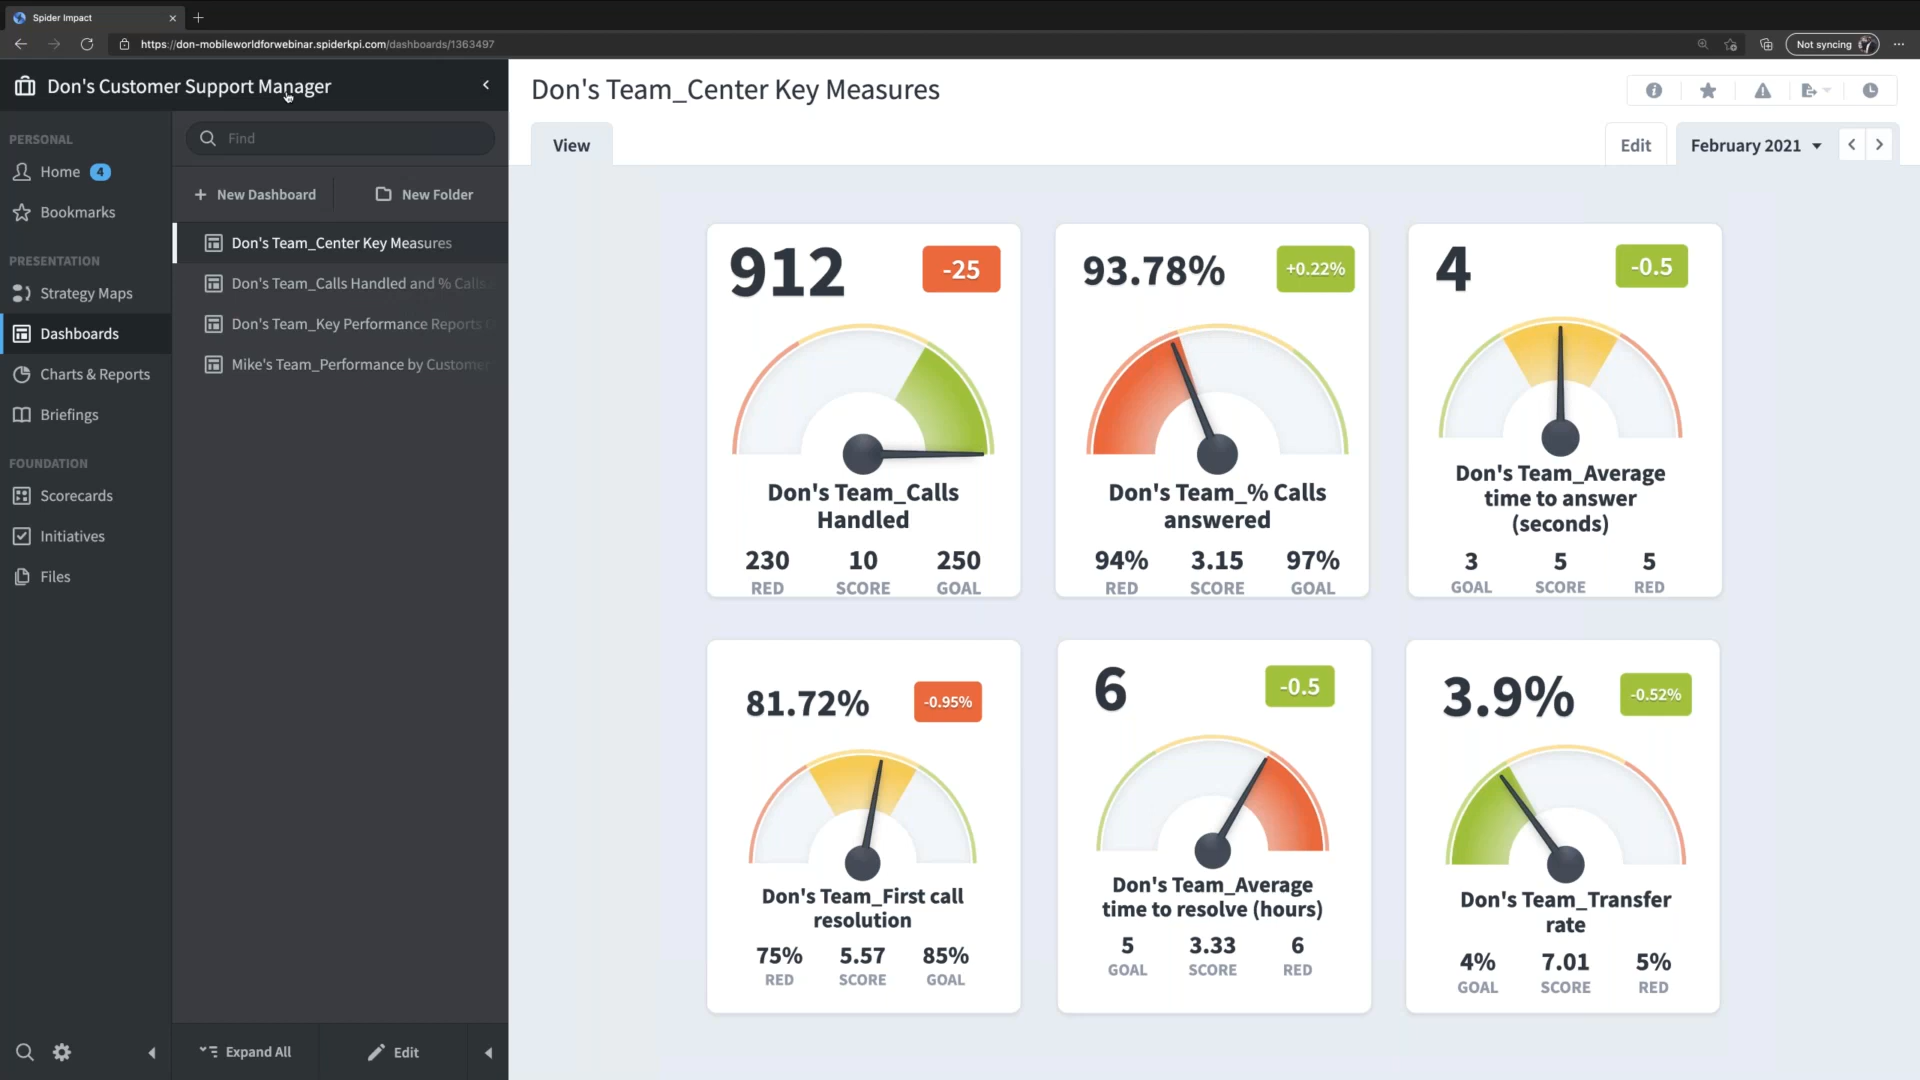 Spider Impact
https://don-mobileworldforwebinar.spiderkpi.com/dashboards/1363497
Not syncing
Don's Customer Support Manager
PERSONAL
Home 4
Bookmarks
PRESENTATION
Strategy Maps
Dashboards
Charts & Reports
Briefings
FOUNDATION
Scorecards
Initiatives
Files
Find
New Dashboard
New Folder
Don's Team_Center Key Measures
Don's Team_Calls Handled and % Calls
Don's Team_Key Performance Reports
Mike's Team_Performance by Customer
Expand All
Edit
Don's Team_Center Key Measures
View
Edit
February 2021
912
-25
Don's Team_Calls
Handled
230 10 250
RED SCORE GOAL
93.78%
+0.22%
Don's Team_% Calls
answered
94% 3.15 97%
RED SCORE GOAL
4
-0.5
Don's Team_Average
time to answer
(seconds)
3 5 5
GOAL SCORE RED
81.72%
-0.95%
Don's Team_First call
resolution
75% 5.57 85%
RED SCORE GOAL
6
-0.5
Don's Team_Average
time to resolve (hours)
5 3.33 6
GOAL SCORE RED
3.9%
-0.52%
Don's Team_Transfer
rate
4% 7.01 5%
GOAL SCORE RED